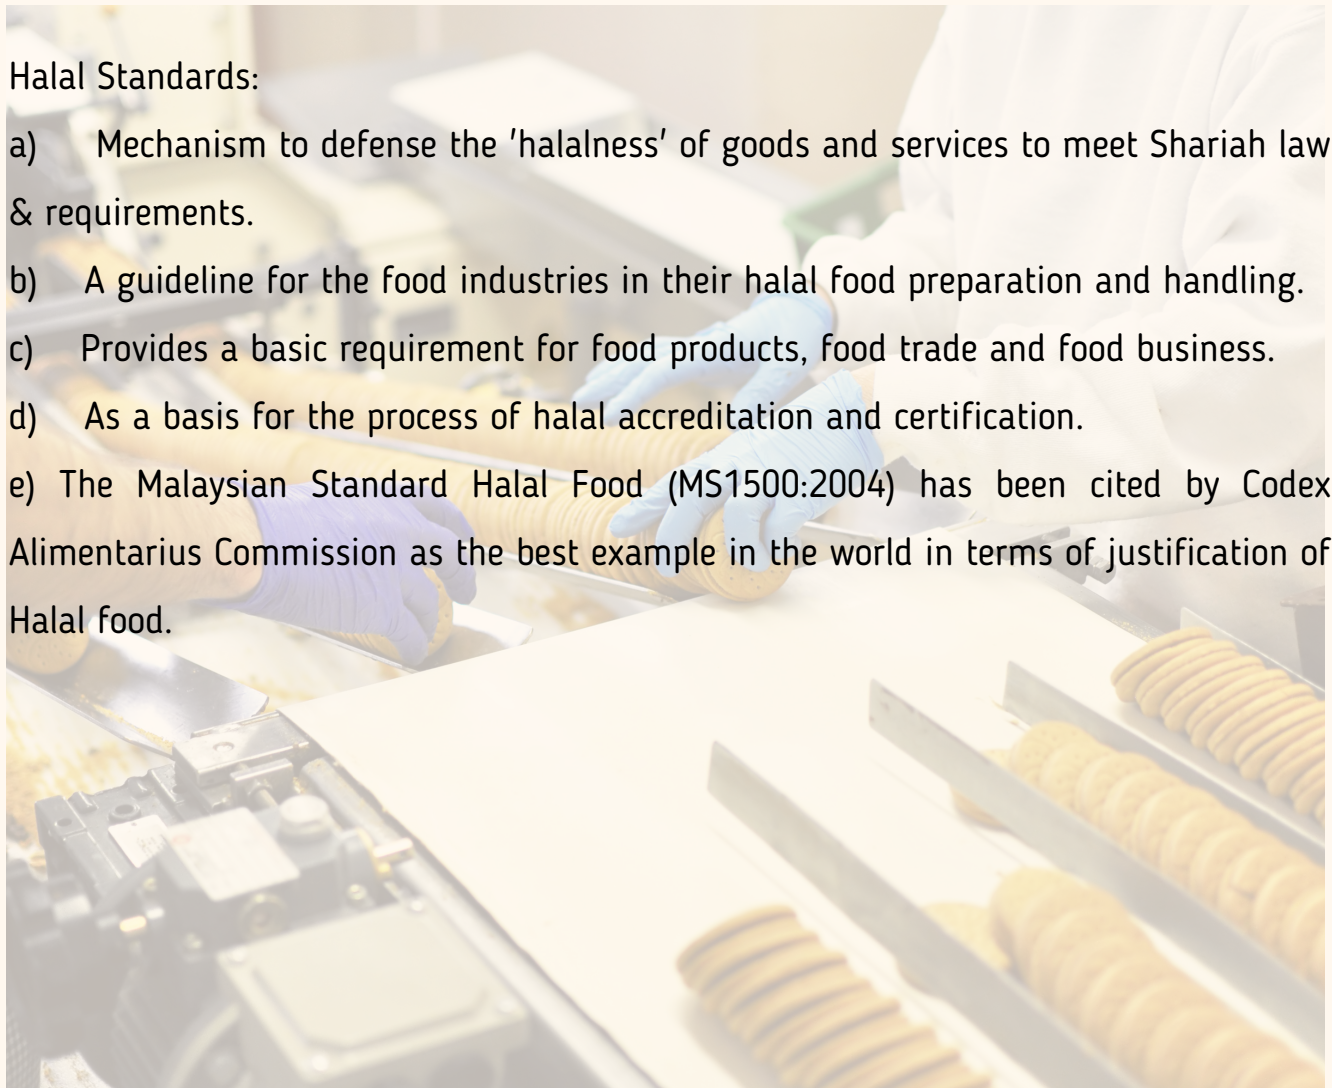 Halal Standards:
a) Mechanism to defense the 'halalness' of goods and services to meet Shariah law
& requirements.
b) A guideline for the food industries in their halal food preparation and handling.
c) Provides a basic requirement for food products, food trade and food business.
d) As a basis for the process of halal accreditation and certification.
e) The Malaysian Standard Halal Food (MS1500:2004) has been cited by Codex
Alimentarius Commission as the best example in the world in terms of justification of
Halal food.